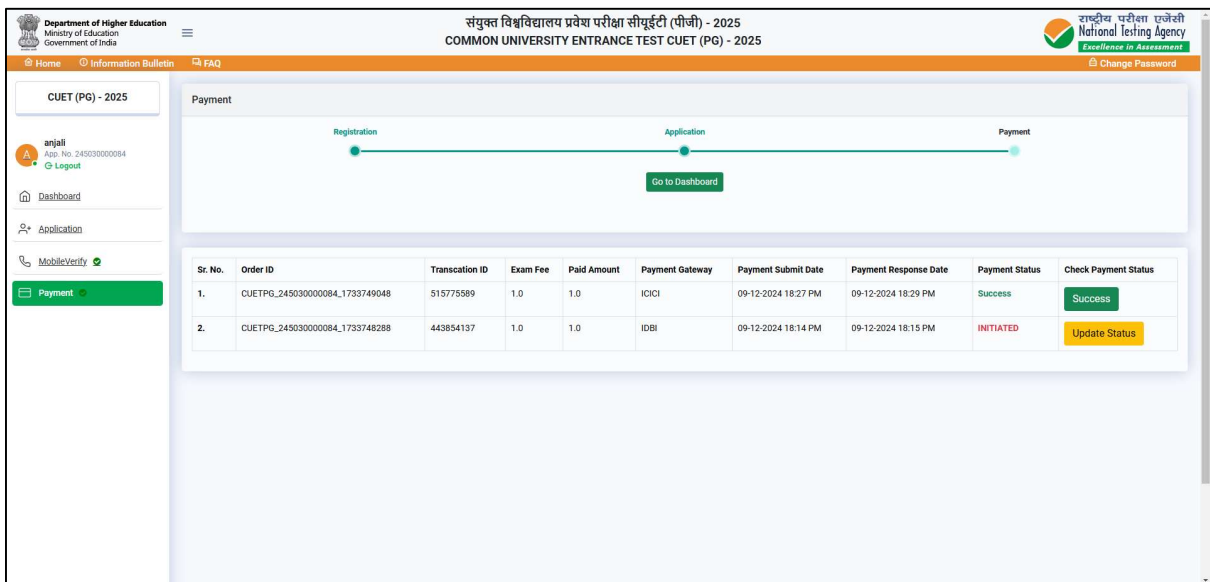 Department of Higher Education
Ministry of Education
Government of India
संयुक्त विश्वविद्यालय प्रवेश परीक्षा सीयूईटी (पीजी) - 2025
COMMON UNIVERSITY ENTRANCE TEST CUET (PG) - 2025
राष्ट्रीय परीक्षा एजेंसी
National Testing Agency
Excellence in Assessment
Home Information Bulletin FAQ Change Password
CUET (PG) - 2025
A
anjali
App. No. 245030000084
Logout
Dashboard
Application
MobileVerify
Payment
Payment
Registration Application Payment
Go to Dashboard
Sr. No. Order ID Transcation ID Exam Fee Paid Amount Payment Gateway Payment Submit Date Payment Response Date Payment Status Check Payment Status
1. CUETPG_245030000084_1733749048 515775589 1.0 1.0 ICICI 09-12-2024 18:27 PM 09-12-2024 18:29 PM Success Success
2. CUETPG_245030000084_1733748288 443854137 1.0 1.0 IDBI 09-12-2024 18:14 PM 09-12-2024 18:15 PM INITIATED Update Status